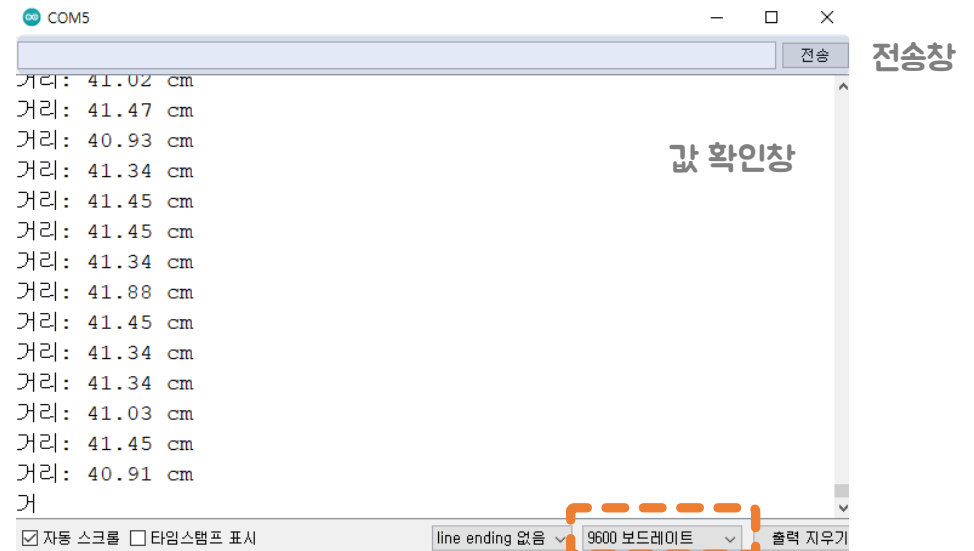 COM5
전송
전송창
거리: 41.02 cm
거리: 41.47 cm
거리: 40.93 cm
값 확인창
거리: 41.34 cm
거리: 41.45 cm
거리: 41.45 cm
거리: 41.34 cm
거리: 41.88 cm
거리: 41.45 cm
거리: 41.34 cm
거리: 41.34 cm
거리: 41.03 cm
거리: 41.45 cm
거리: 40.91 cm
거
자동 스크롤 타임스탬프 표시 line ending 없음 9600 보드레이트 출력 지우기